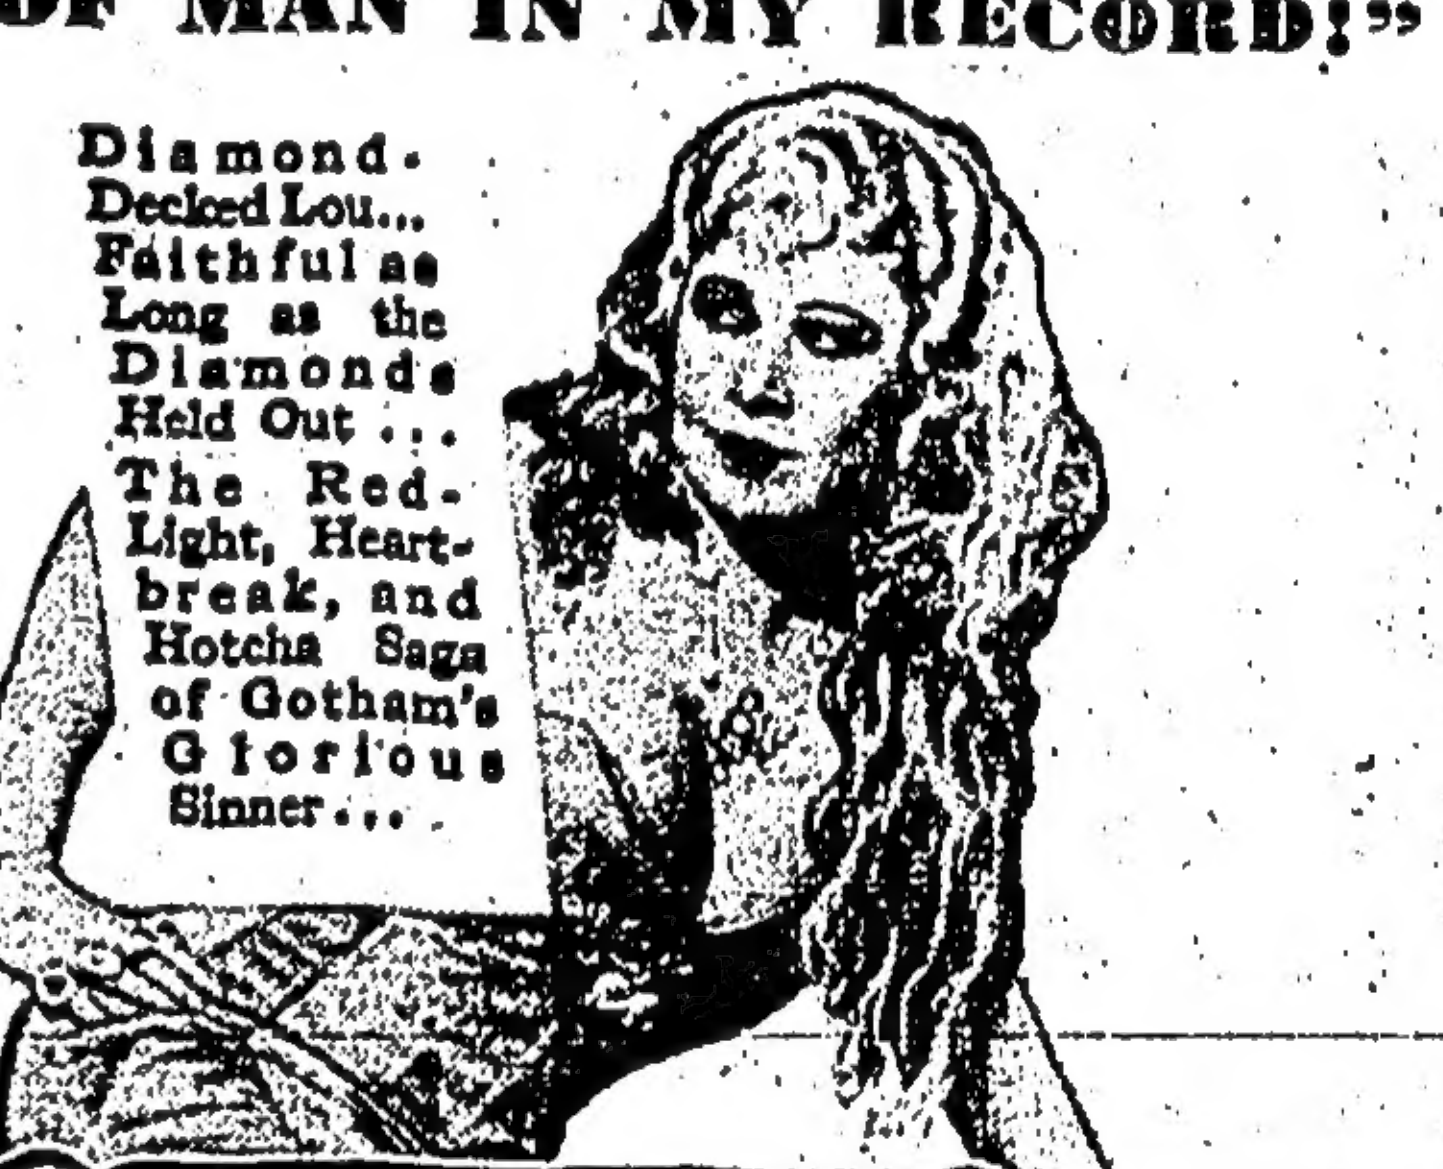 OF MAN IN MY RECORD!”
Diamond-
Decked Lou...
Faithful as
Long as the
Diamonds
Held Out ...
The Red-
Light, Heart-
break, and
Hotcha Saga
of Gotham's
Glorious
Sinner...